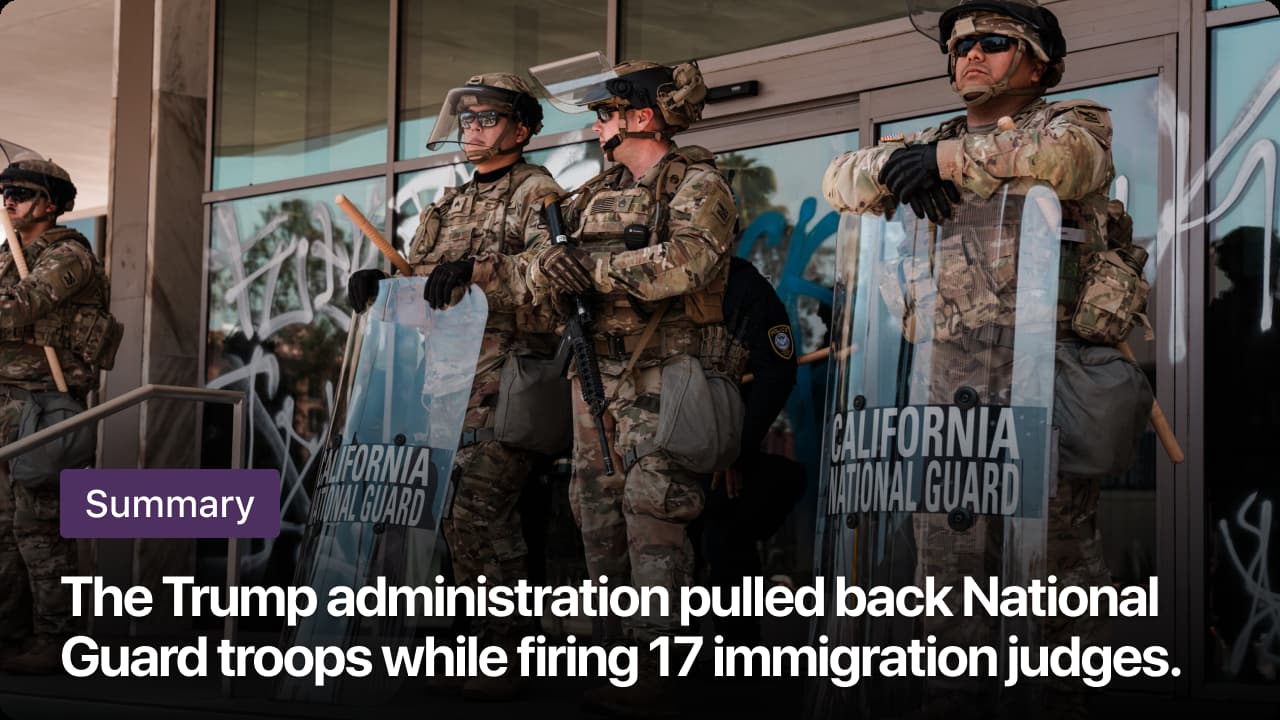 CALIFORNIA
NATIONAL GUARD
CALIFORNIA
NATIONAL GUARD
Summary
The Trump administration pulled back National
Guard troops while firing 17 immigration judges.